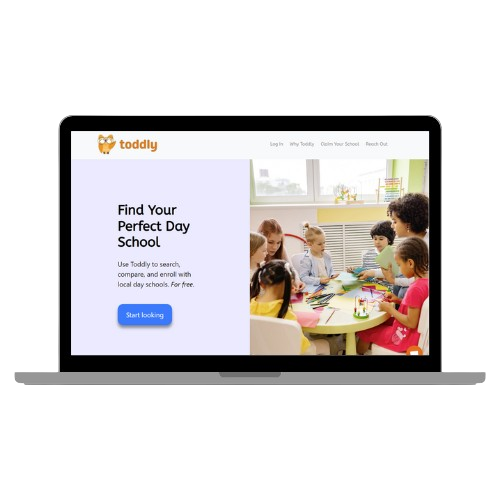 toddly
Log In Why Toddly Claim Your School Reach Out
Find Your
Perfect Day
School
Use Toddly to search,
compare, and enroll with
local day schools. For free.
Start looking